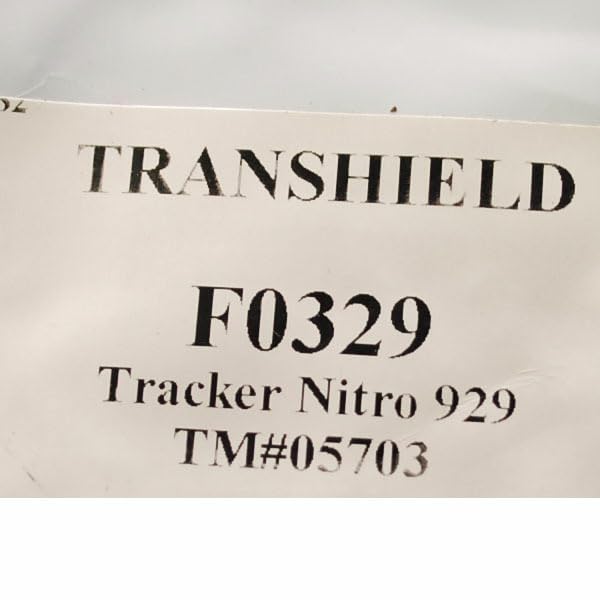 TRANSHIELD
F0329
Tracker Nitro 929
TM#05703